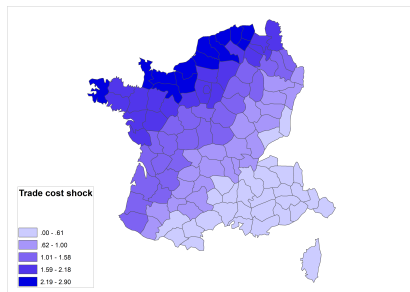 Trade cost shock
.00 - .61
.62 - 1.00
1.01 - 1.58
1.59 - 2.18
2.19 - 2.90